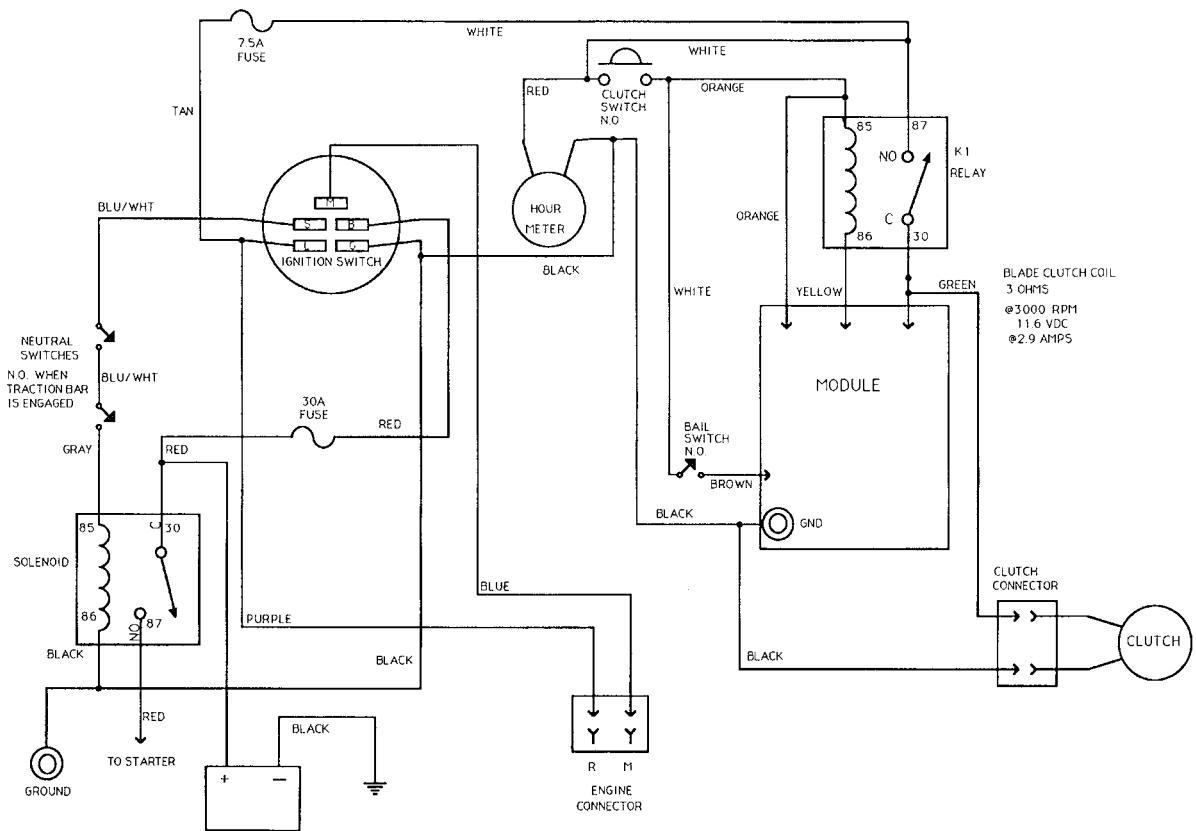 WHITE
7.5A
FUSE
WHITE
TAN
RED
CLUTCH
SWITCH
N.O
ORANGE
85
87
NO
K1
RELAY
C
86
30
M
S
B
L
G
IGNITION SWITCH
BLU/WHT
HOUR
METER
BLACK
ORANGE
WHITE
YELLOW
GREEN
BLADE CLUTCH COIL
3 OHMS
@3000 RPM
11.6 VDC
@2.9 AMPS
NEUTRAL
SWITCHES
N.O. WHEN
TRACTION BAR
IS ENGAGED
BLU/WHT
MODULE
30A
FUSE
RED
GRAY
RED
BAIL
SWITCH
N.O.
BROWN
BLACK
GND
85
C
30
SOLENOID
86
NO
87
BLACK
PURPLE
BLUE
BLACK
BLACK
CLUTCH
CONNECTOR
CLUTCH
RED
TO STARTER
GROUND
BLACK
+
−
R
M
ENGINE
CONNECTOR